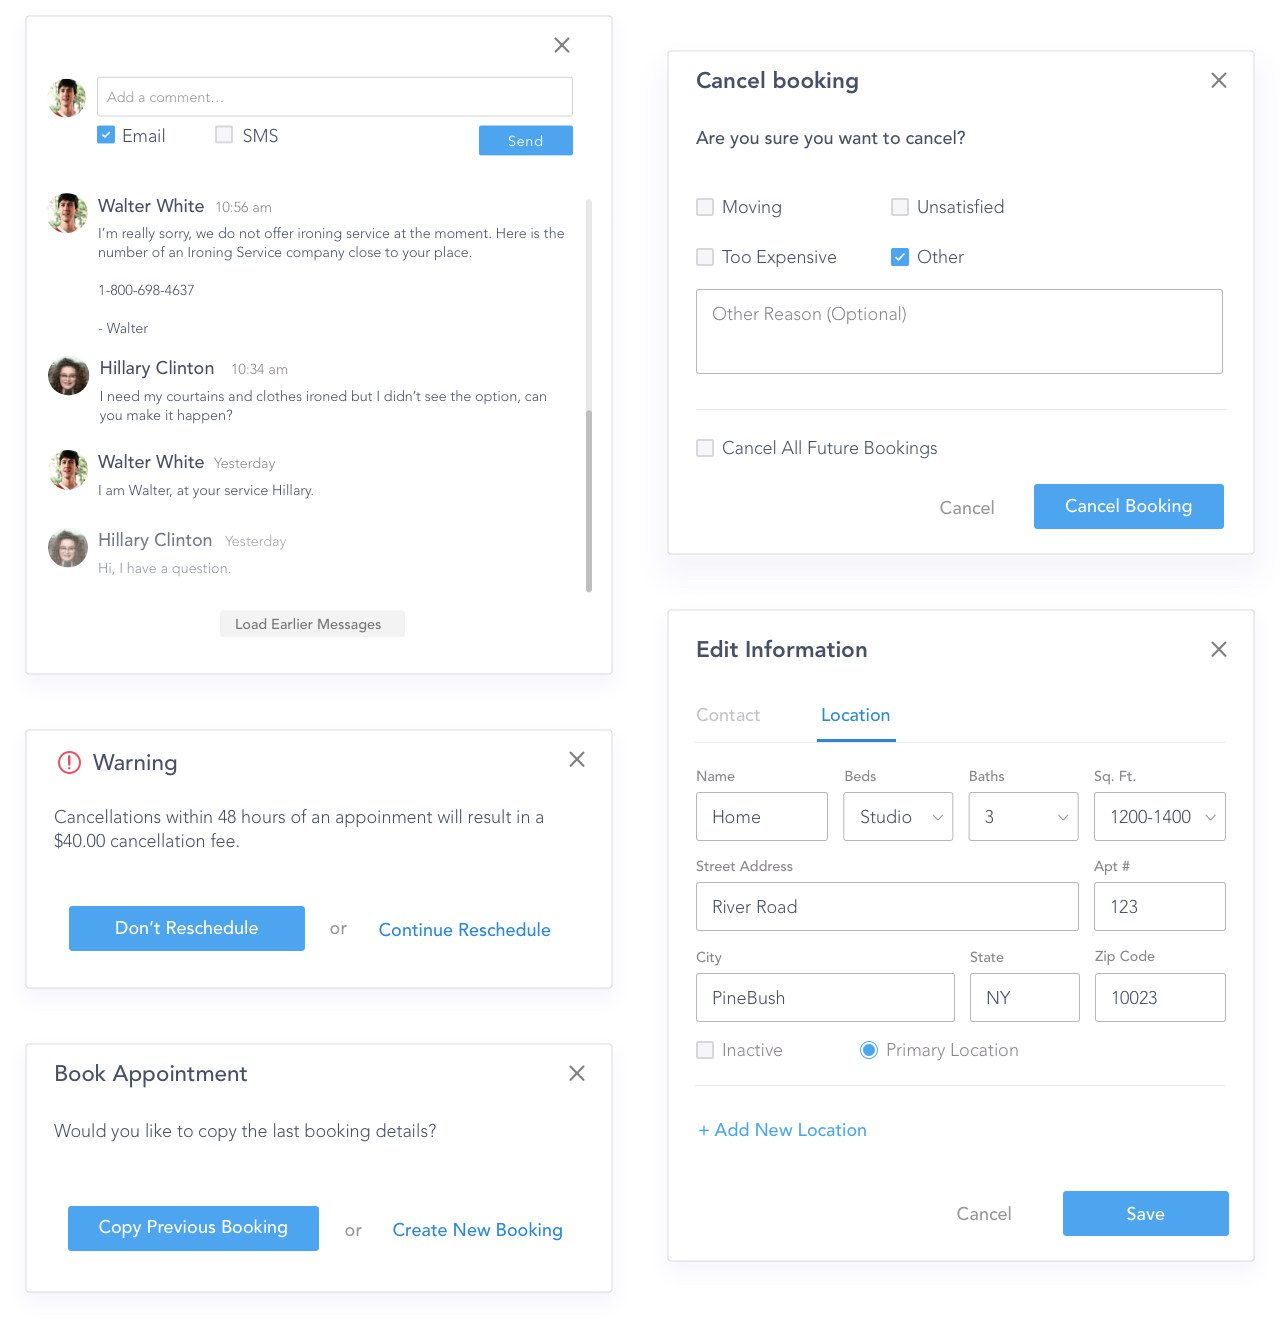 Add a comment...
Email
SMS
Send
Walter White 10:56 am
I'm really sorry, we do not offer ironing service at the moment. Here is the
number of an Ironing Service company close to your place.
1-800-698-4637
- Walter
Hillary Clinton 10:34 am
I need my courtains and clothes ironed but I didn't see the option, can
you make it happen?
Walter White Yesterday
I am Walter, at your service Hillary.
Hillary Clinton Yesterday
Hi, I have a question.
Load Earlier Messages
Warning
Cancellations within 48 hours of an appoinment will result in a
$40.00 cancellation fee.
Don't Reschedule or Continue Reschedule
Book Appointment
Would you like to copy the last booking details?
Copy Previous Booking or Create New Booking
Cancel booking
Are you sure you want to cancel?
Moving Unsatisfied
Too Expensive Other
Other Reason (Optional)
Cancel All Future Bookings
Cancel Cancel Booking
Edit Information
Contact Location
Name Beds Baths Sq. Ft.
Home Studio 3 1200-1400
Street Address Apt #
River Road 123
City State Zip Code
PineBush NY 10023
Inactive Primary Location
+ Add New Location
Cancel Save